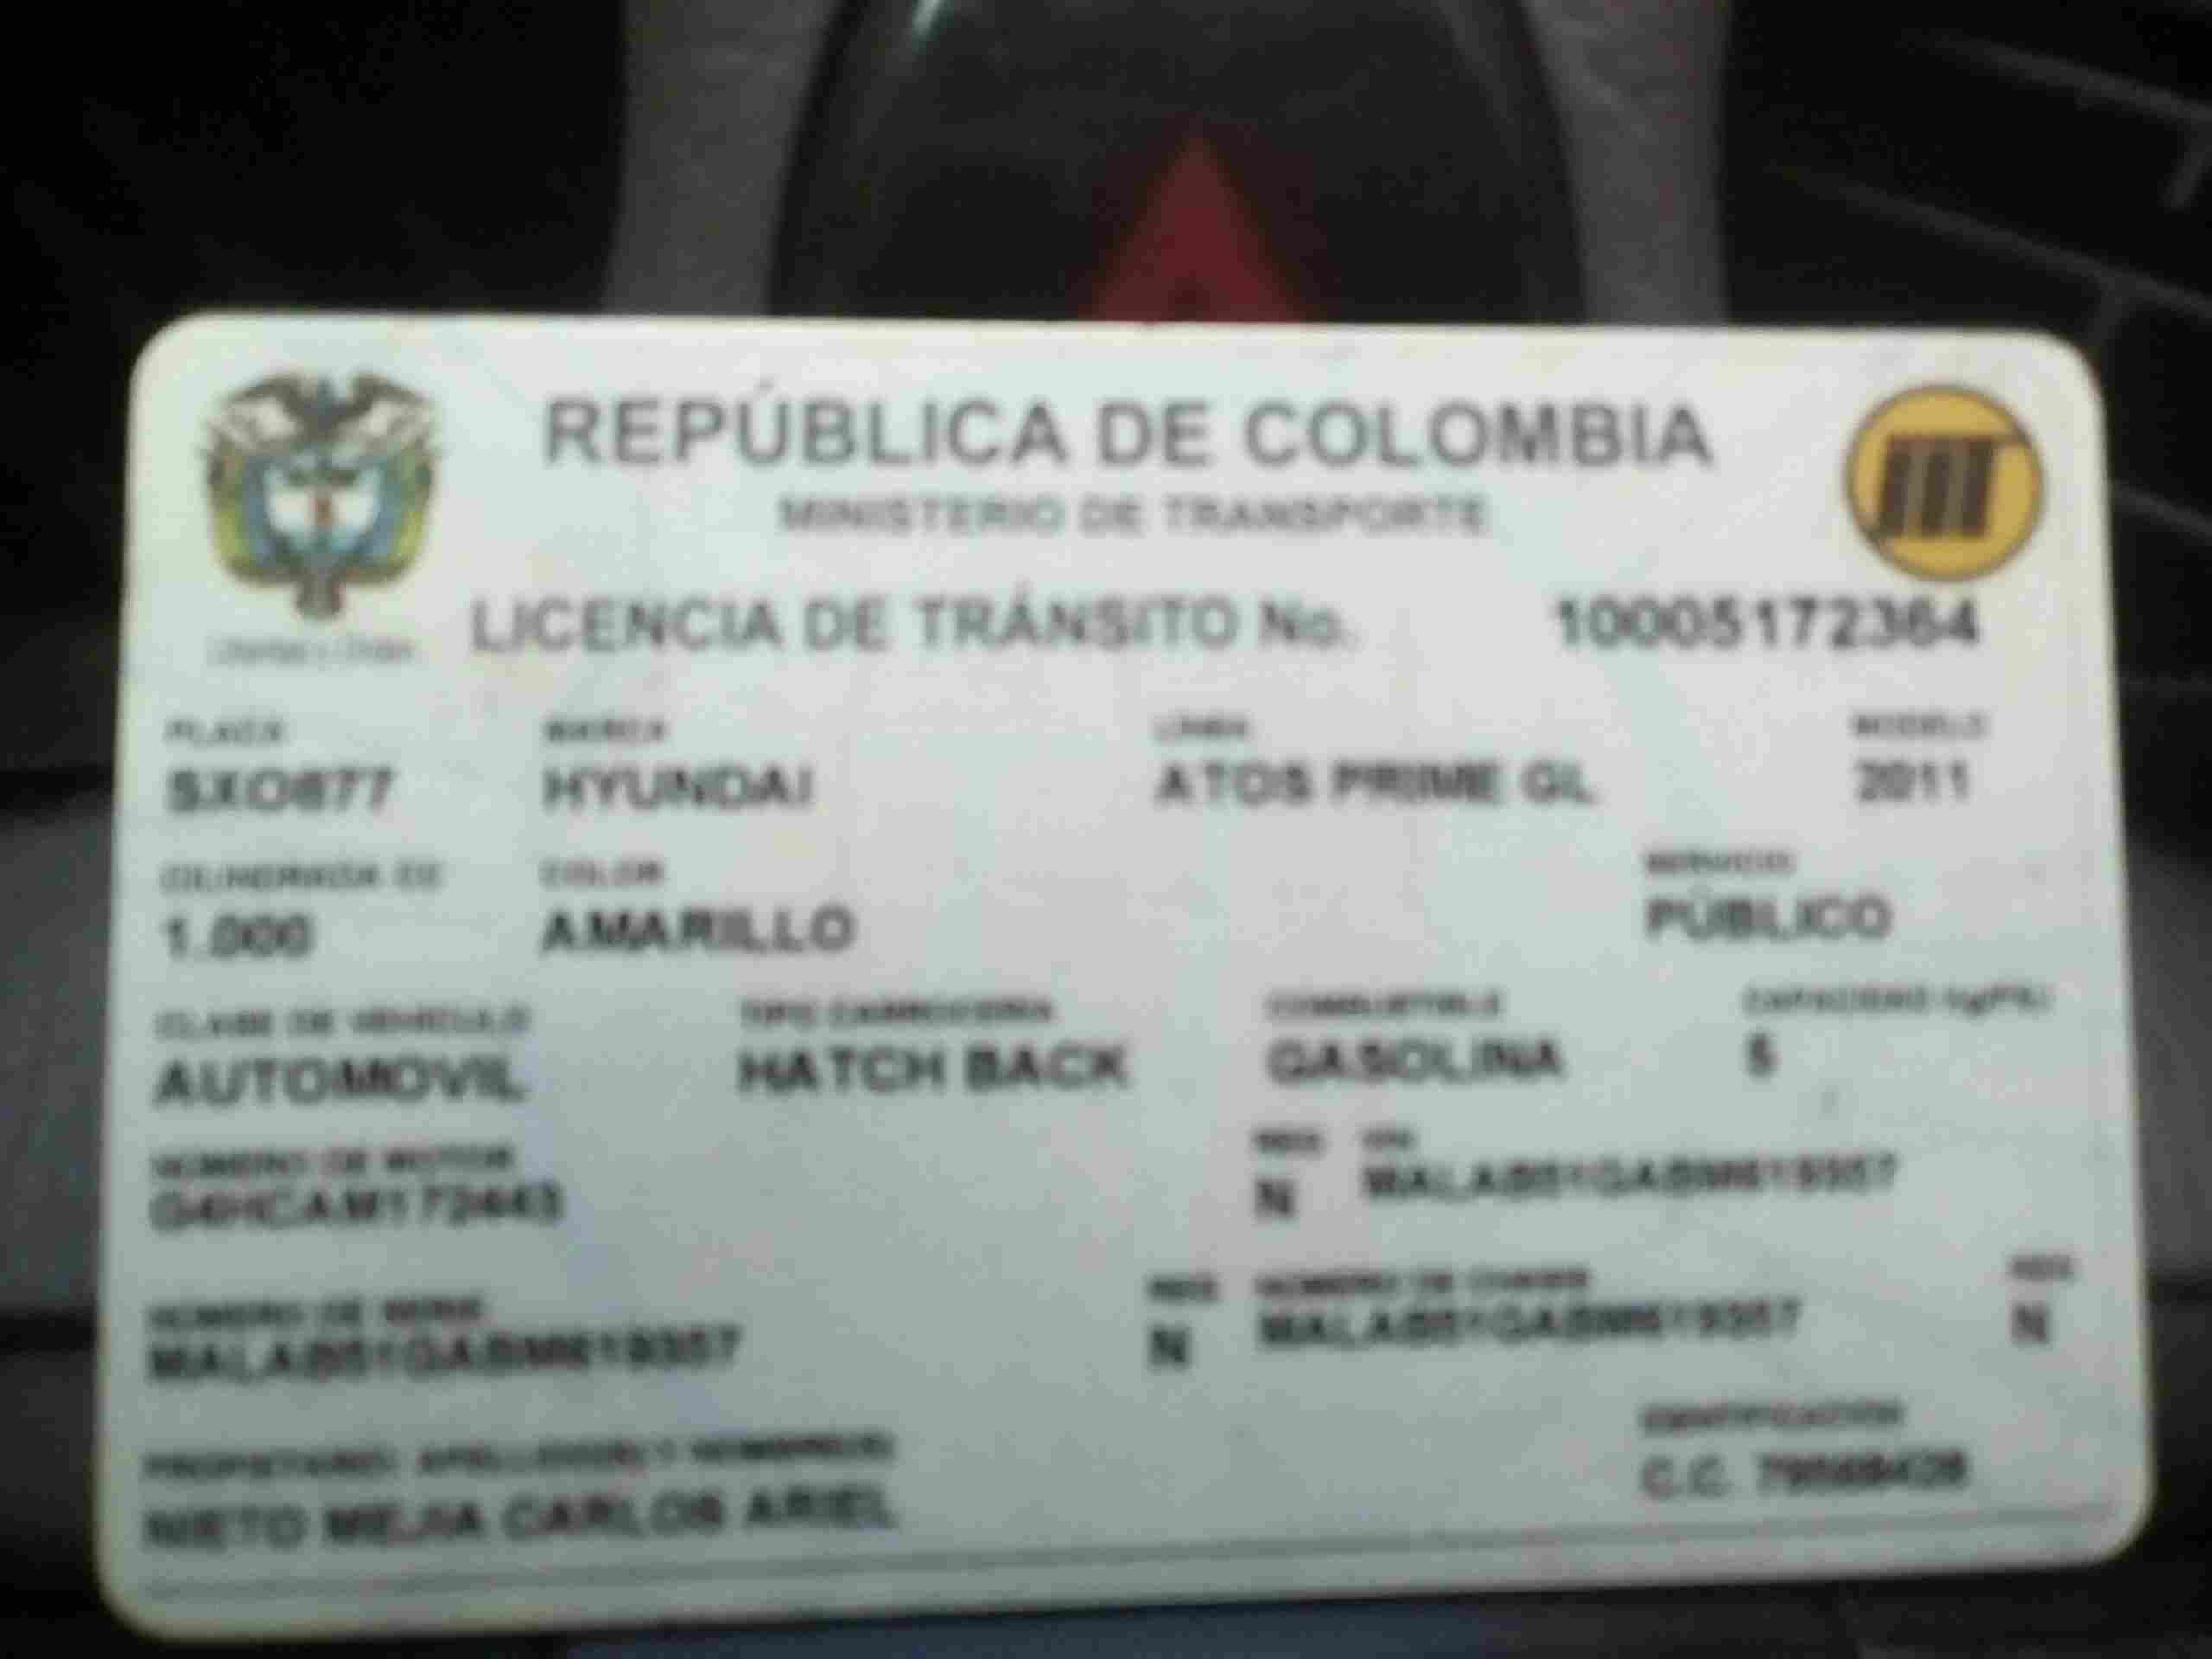 REPÚBLICA DE COLOMBIA
MINISTERIO DE TRANSPORTE
LICENCIA DE TRÁNSITO No. 10005172364
PLACA MARCA LÍNEA MODELO
SXO877 HYUNDAI ATOS PRIME GL 2011
CILINDRADA CC COLOR SERVICIO
1.000 AMARILLO PÚBLICO
CLASE DE VEHÍCULO TIPO CARROCERÍA COMBUSTIBLE CAPACIDAD Kg/PSJ
AUTOMOVIL HATCH BACK GASOLINA 5
NÚMERO DE MOTOR REG VIN
G4HCAM172443 N MALAB51GABM619357
NÚMERO DE SERIE REG NÚMERO DE CHASIS REG
MALAB51GABM619357 N MALAB51GABM619357 N
PROPIETARIO: APELLIDO(S) Y NOMBRE(S) IDENTIFICACIÓN
NIETO MEJIA CARLOS ARIEL C.C.